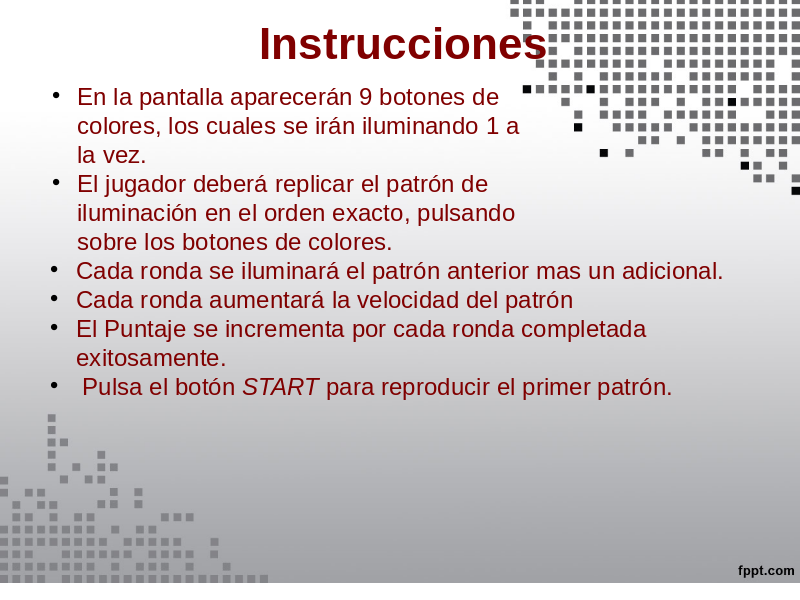 Instrucciones
• En la pantalla aparecerán 9 botones de
colores, los cuales se irán iluminando 1 a
la vez.
• El jugador deberá replicar el patrón de
iluminación en el orden exacto, pulsando
sobre los botones de colores.
• Cada ronda se iluminará el patrón anterior mas un adicional.
• Cada ronda aumentará la velocidad del patrón
• El Puntaje se incrementa por cada ronda completada
exitosamente.
• Pulsa el botón START para reproducir el primer patrón.
fppt.com